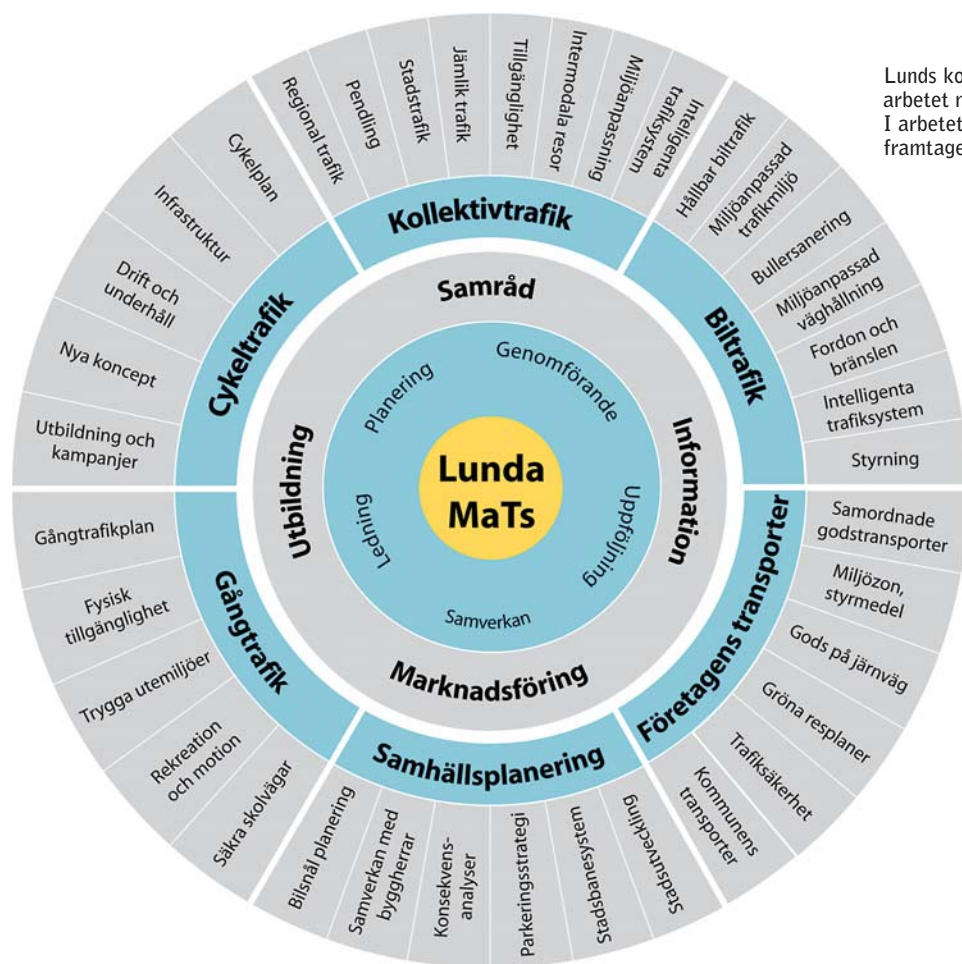 Lunds ko
arbetet n
I arbetet
framtage
Regional trafik
Pendling
Stadstrafik
Jämlik trafik
Tillgänglighet
Intermodala resor
Miljöanpassning
Intelligenta
trafiksystem
Kollektivtrafik
Hållbar biltrafik
Miljöanpassad
trafikmiljö
Bullersanering
Miljöanpassad
väghållning
Fordon och
bränslen
Intelligenta
trafiksystem
Styrning
Biltrafik
Samordnade
godstransporter
Miljözon,
styrmedel
Gods på järnväg
Gröna resplaner
Trafiksäkerhet
Kommunens
transporter
Företagens transporter
Stadsutveckling
Stadsbanesystem
Parkeringsstrategi
Konsekvens-
analyser
Samverkan med
byggherrar
Bilsnål planering
Samhällsplanering
Säkra skolvägar
Rekreation
och motion
Trygga utemiljöer
Fysisk
tillgänglighet
Gångtrafikplan
Gångtrafik
Utbildning och
kampanjer
Nya koncept
Drift och
underhåll
Infrastruktur
Cykelplan
Cykeltrafik
Samråd
Information
Marknadsföring
Utbildning
Planering
Genomförande
Uppföljning
Samverkan
Ledning
Lunda
MaTs